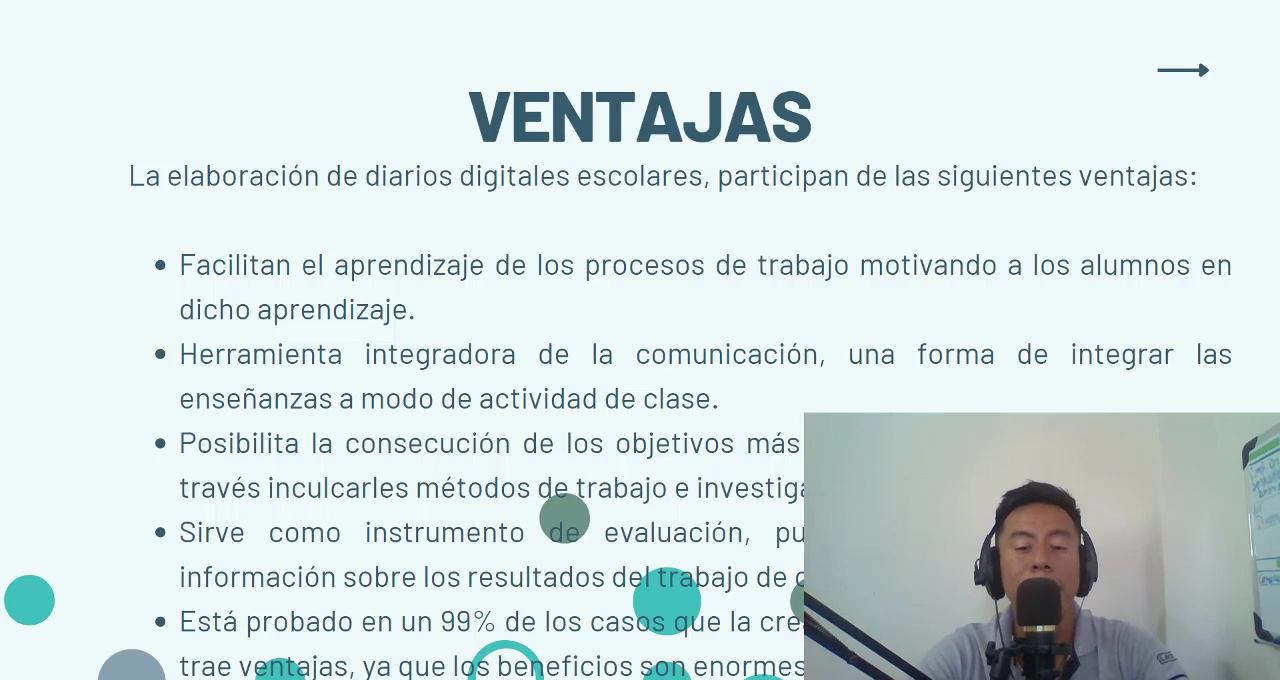 VENTAJAS
La elaboración de diarios digitales escolares, participan de las siguientes ventajas:
• Facilitan el aprendizaje de los procesos de trabajo motivando a los alumnos en
dicho aprendizaje.
• Herramienta integradora de la comunicación, una forma de integrar las
enseñanzas a modo de actividad de clase.
• Posibilita la consecución de los objetivos más
través inculcarles métodos de trabajo e
• Sirve como instrumento de evaluación,
información sobre los resultados del trabajo de
• Está probado en un 99% de los casos que la
trae ventajas, ya que los beneficios son enormes